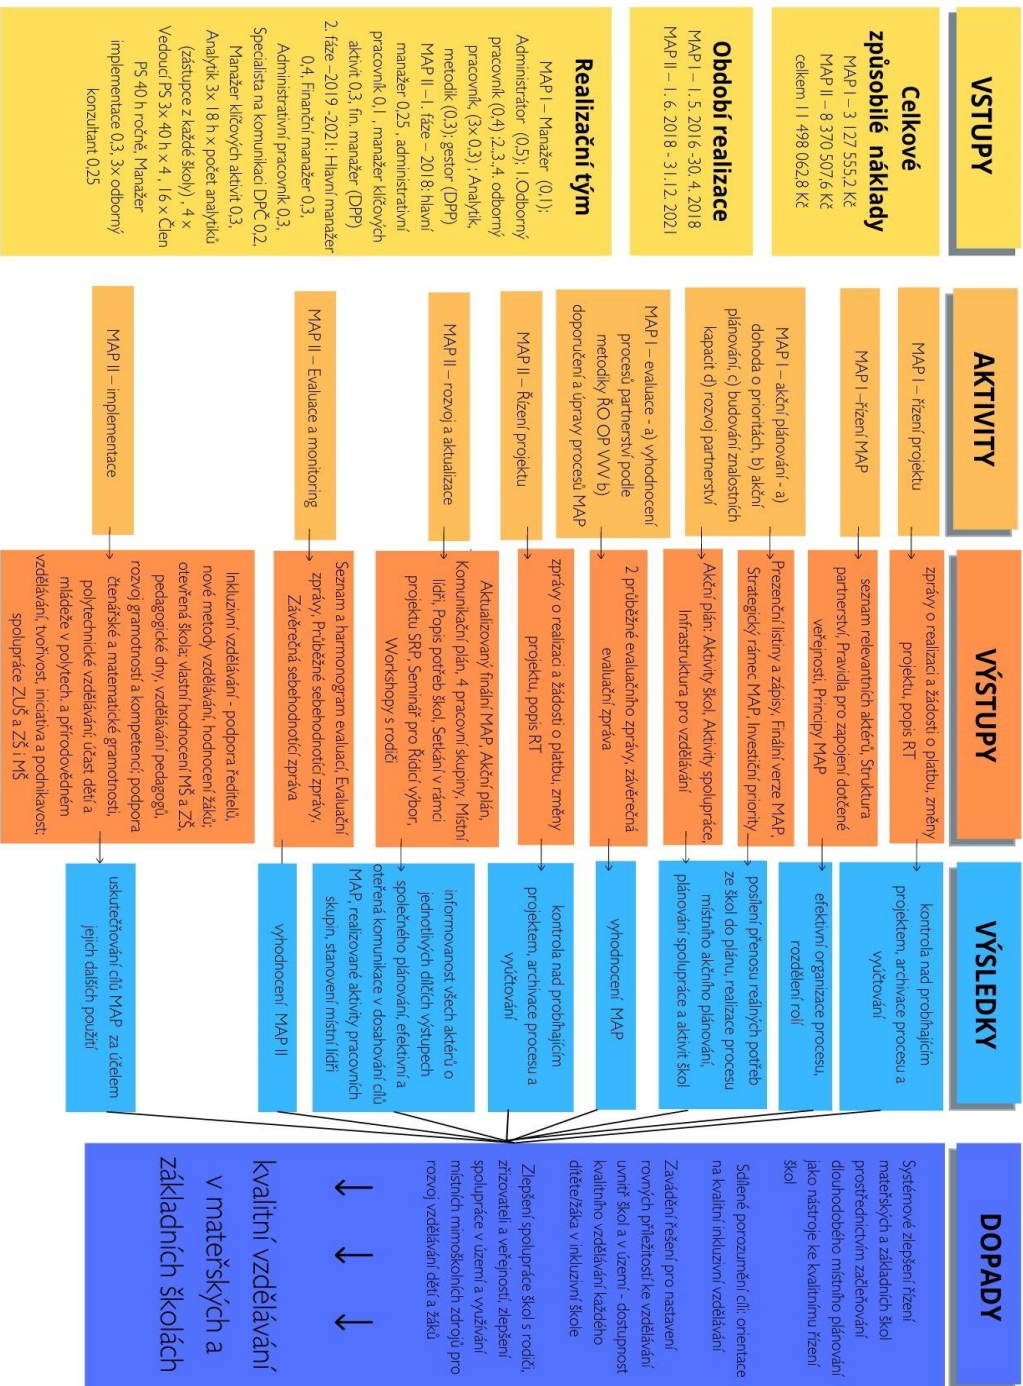 VSTUPY
Celkové
způsobilé náklady
MAP I – 3 127 555,2 Kč
MAP II – 8 370 507,6 Kč
celkem 11 498 062,8 Kč
Období realizace
MAP I – 1. 5. 2016 -30. 4. 2018
MAP II – 1. 6. 2018 - 31.12. 2021
Realizační tým
MAP I – Manažer (0,1);
Administrátor (0,5); 1.Odborný
pracovník (0,4) ;2.,3.,4. odborný
pracovník, (3x 0,3) ; Analytik,
metodik (0,3); gestor (DPP)
MAP II – I. fáze – 2018: hlavní
manažer 0,25 , administrativní
pracovník 0,1 , manažer klíčových
aktivit 0,3, fin. manažer (DPP)
2. fáze –2019 -2021: Hlavní manažer
0,4, Finanční manažer 0,3,
Administrativní pracovník 0,3,
Specialista na komunikaci DPČ 0,2,
Manažer klíčových aktivit 0,3,
Analytik 3x 18 h x počet analytiků
(zástupce z každé školy) , 4 x
Vedoucí PS 3x 40 h x 4 , 16 x Člen
PS 40 h ročně, Manažer
implementace 0,3, 3x odborný
konzultant 0,25
AKTIVITY
MAP I – řízení projektu
MAP I –řízení MAP
MAP I – akční plánování - a)
dohoda o prioritách, b) akční
plánování, c) budování znalostních
kapacit d) rozvoj partnerství
MAP I – evaluace - a) vyhodnocení
procesů partnerství podle
metodiky ŘO OP VVV b)
doporučení a úpravy procesů MAP
MAP II – Řízení projektu
MAP II – rozvoj a aktualizace
MAP II – Evaluace a monitoring
MAP II – implementace
VÝSTUPY
zprávy o realizaci a žádosti o platbu, změny
projektu, popis RT
seznam relevantních aktérů, Struktura
partnerství, Pravidla pro zapojení dotčené
veřejnosti, Principy MAP
Prezenční listiny a zápisy, Finální verze MAP,
Strategický rámec MAP, Investiční priority
Akční plán: Aktivity škol, Aktivity spolupráce,
Infrastruktura pro vzdělávání
2 průběžné evaluačního zprávy, závěrečná
evaluační zpráva
zprávy o realizaci a žádosti o platbu, změny
projektu, popis RT
Aktualizovaný finální MAP, Akční plán,
Komunikační plán, 4 pracovní skupiny, Místní
lídři, Popis potřeb škol, Setkání v rámci
projektu SRP, Seminář pro Řídicí výbor,
Workshopy s rodiči
Seznam a harmonogram evaluací, Evaluační
zprávy, Průběžné sebehodnotící zprávy,
Závěrečná sebehodnotící zpráva
Inkluzivní vzdělávání - podpora ředitelů,
nové metody vzdělávání, hodnocení žáků;
otevřená škola; vlastní hodnocení MŠ a ZŠ,
pedagogické dny, vzdělávání pedagogů,
rozvoj gramotností a kompetencí; podpora
čtenářské a matematické gramotnosti,
polytechnické vzdělávání; účast dětí a
mládeže v polytech. a přírodovědném
vzdělávání, tvořivost, iniciativa a podnikavost;
spolupráce ZUŠ a ZŠ i MŠ
VÝSLEDKY
kontrola nad probíhajícím
projektem, archivace procesu a
vyúčtování
efektivní organizace procesu,
rozdělení rolí
posílení přenosu reálných potřeb
ze škol do plánu, realizace procesu
místního akčního plánování,
plánování spolupráce a aktivit škol
vyhodnocení MAP
kontrola nad probíhajícím
projektem, archivace procesu a
vyúčtování
informovanost všech aktérů o
jednotlivých dílčích výstupech
společného plánování, efektivní a
oteřená komunikace v dosahování cílů
MAP, realizované aktivity pracovních
skupin, stanovení místní lídři
vyhodnocení MAP II
uskutečňování cílů MAP za účelem
jejich dalších použití
DOPADY
Systémové zlepšení řízení
mateřských a základních škol
prostřednictvím začleňování
dlouhodobého místního plánování
jako nástroje ke kvalitnímu řízení
škol
Sdílené porozumění cíli: orientace
na kvalitní inkluzivní vzdělávání
Zavádění řešení pro nastavení
rovných příležitostí ke vzdělávání
uvnitř škol a v území - dostupnost
kvalitního vzdělávání každého
dítěte/žáka v inkluzivní škole
Zlepšení spolupráce škol s rodiči,
zřizovateli a veřejností, zlepšení
spolupráce v území a využívání
místních mimoškolních zdrojů pro
rozvoj vzdělávání dětí a žáků
kvalitní vzdělávání
v mateřských a
základních školách